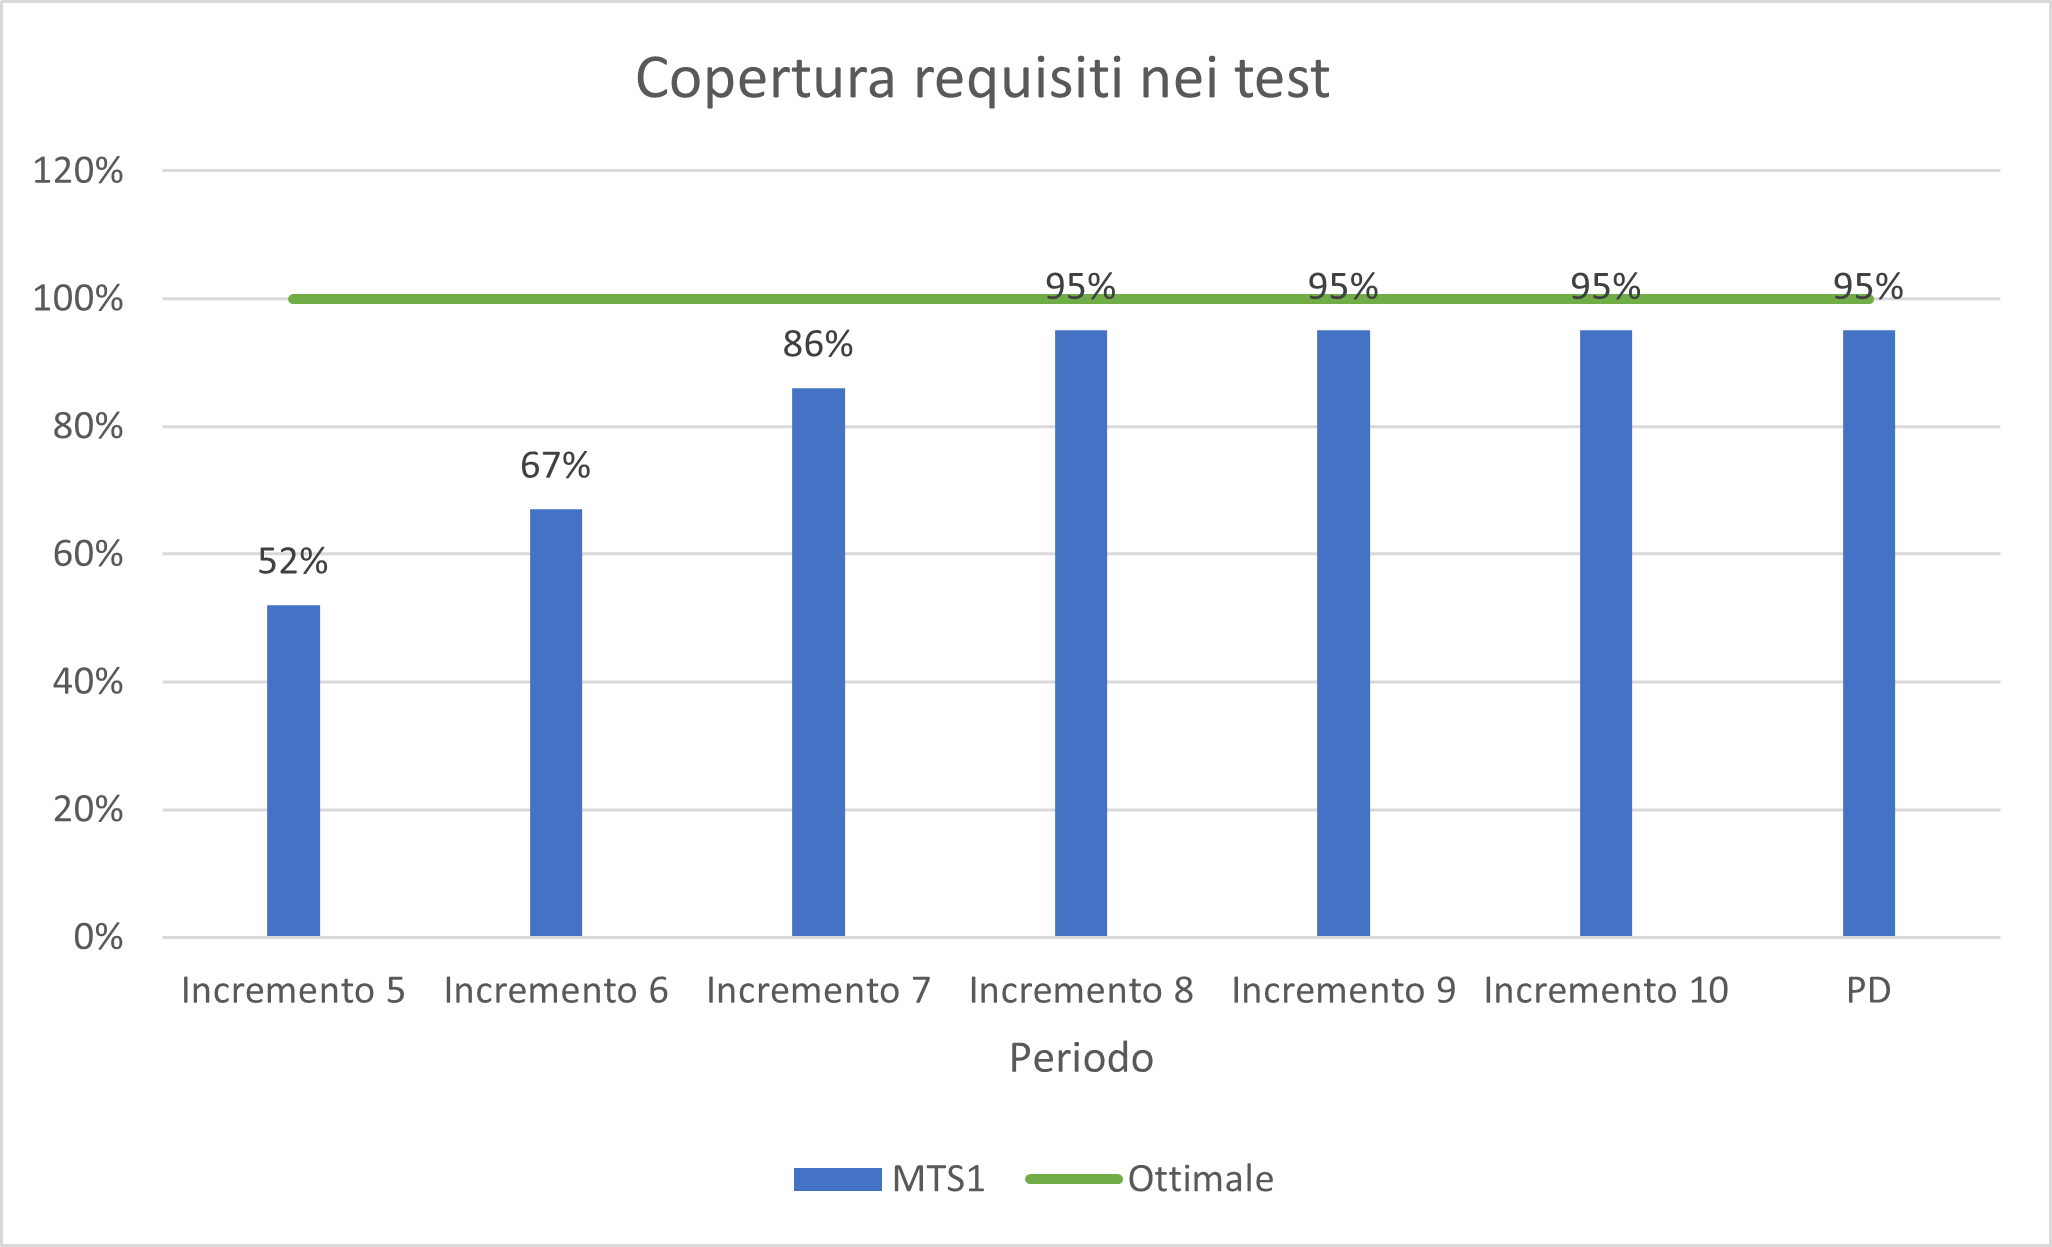 Copertura requisiti nei test
120%
100%
80%
60%
40%
20%
0%
52%
67%
86%
95%
95%
95%
95%
Incremento 5
Incremento 6
Incremento 7
Incremento 8
Incremento 9
Incremento 10
PD
Periodo
MTS1
Ottimale